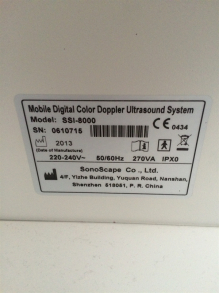 Mobile Digital Color Doppler Ultrasound System
Model: SSI-8000
SN: 0610715
0434
2013
(Date of Manufacture)
220-240V~ 50/60Hz 270VA IPX0
SonoScape Co., Ltd.
4/F, Yizhe Building, Yuquan Road, Nanshan,
Shenzhen 518051, P. R. China